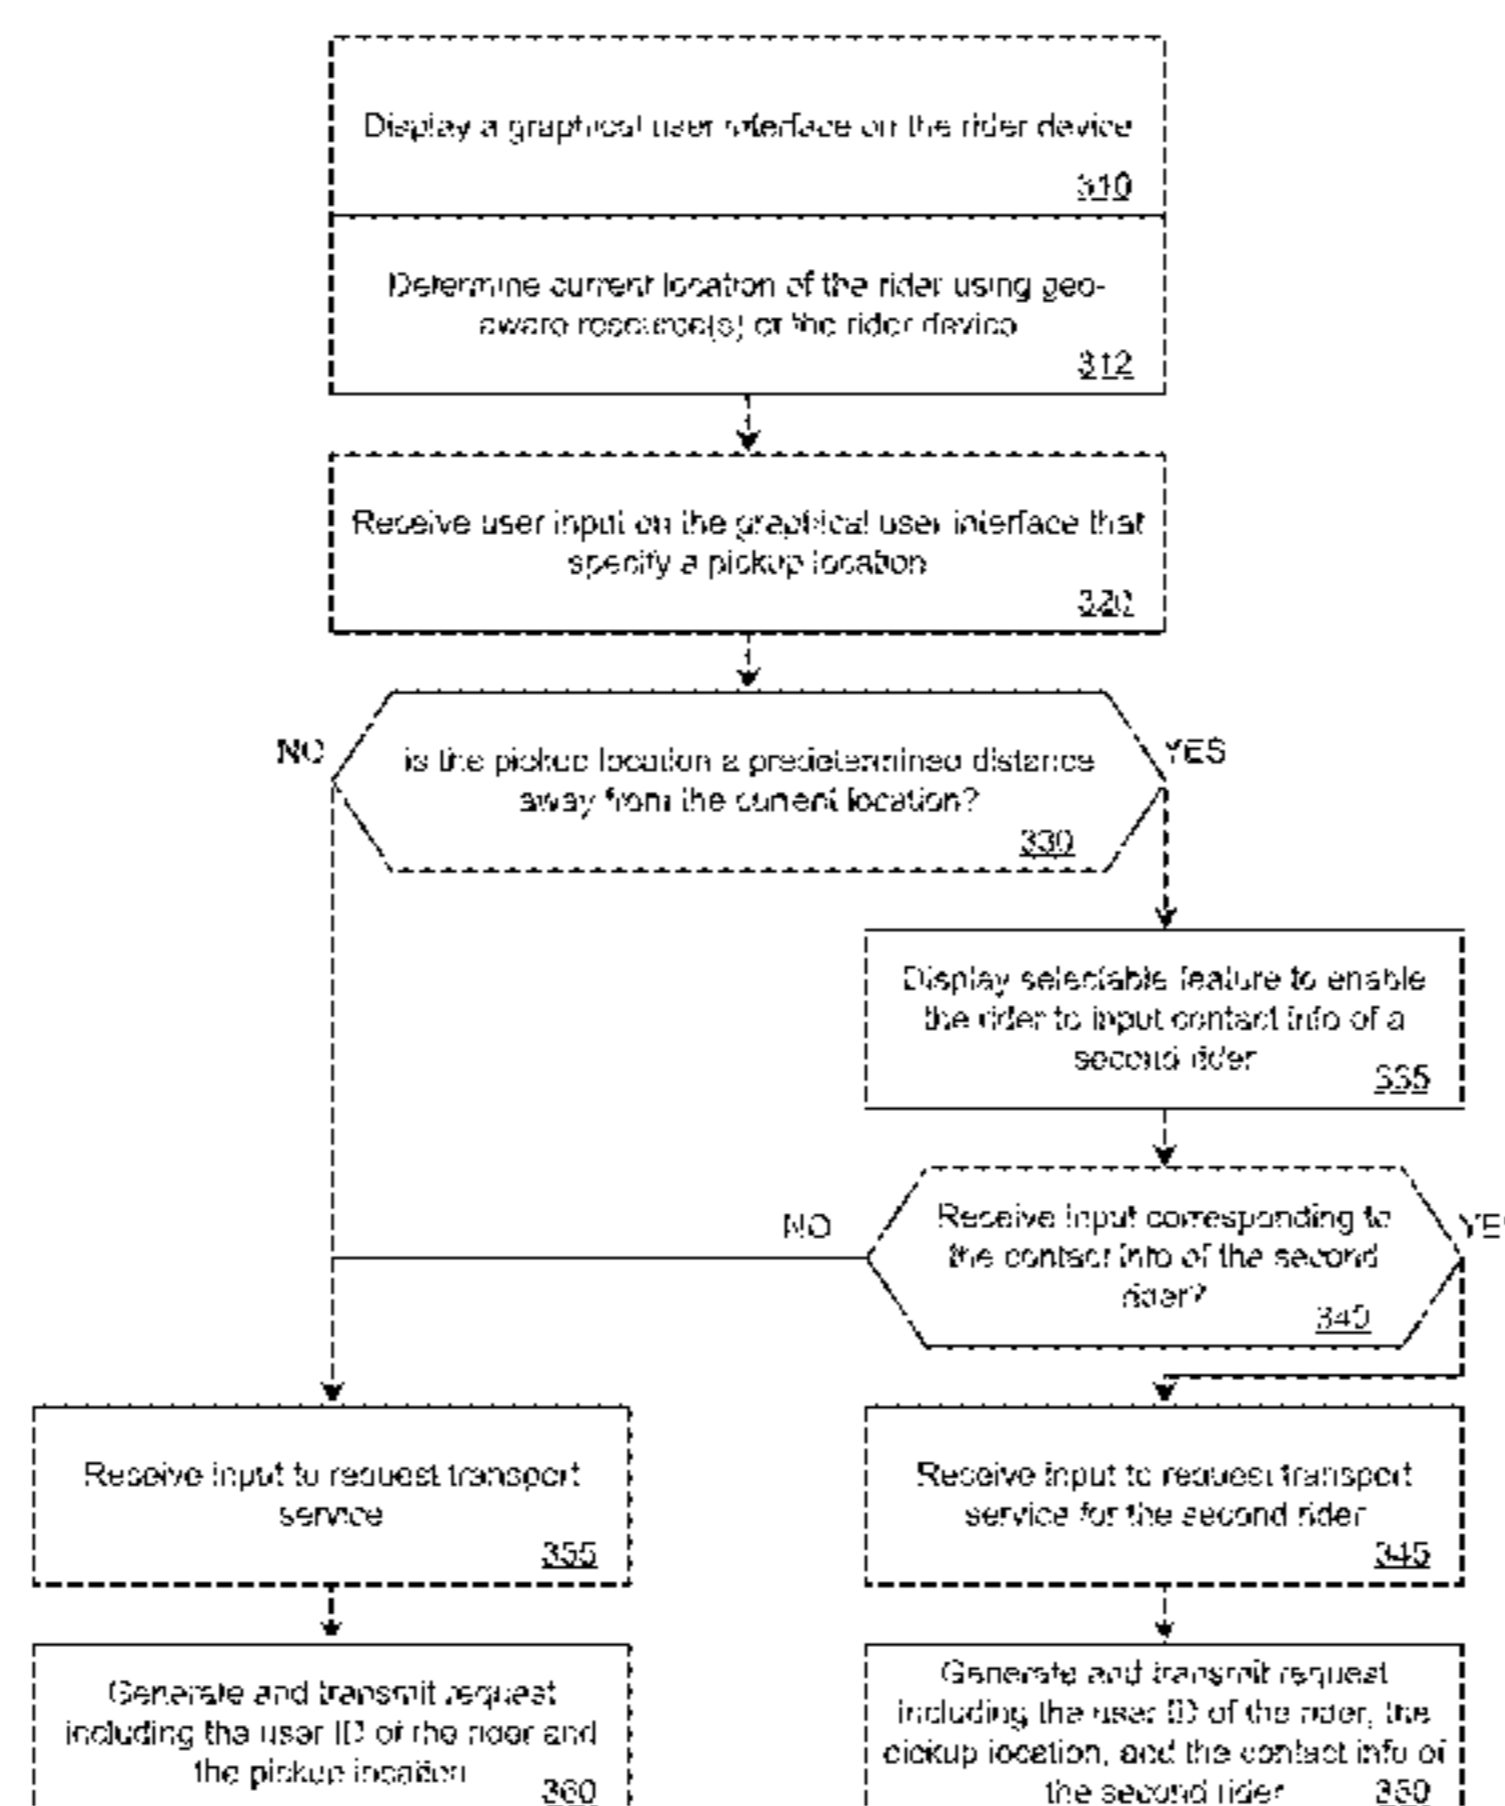 Display a graphical user interface on the rider device
310
Determine current location of the rider using geo-
aware resource(s) of the rider device
312
Receive user input on the graphical user interface that
specify a pickup location
320
NO
YES
is the pickup location a predetermined distance
away from the current location?
330
Display selectable feature to enable
the rider to input contact info of a
second rider
335
NO
YES
Receive input corresponding to
the contact info of the second
rider?
340
Receive input to request transport
service
355
Receive input to request transport
service for the second rider
345
Generate and transmit request
including the user ID of the rider and
the pickup location
360
Generate and transmit request
including the user ID of the rider, the
pickup location, and the contact info of
the second rider
350